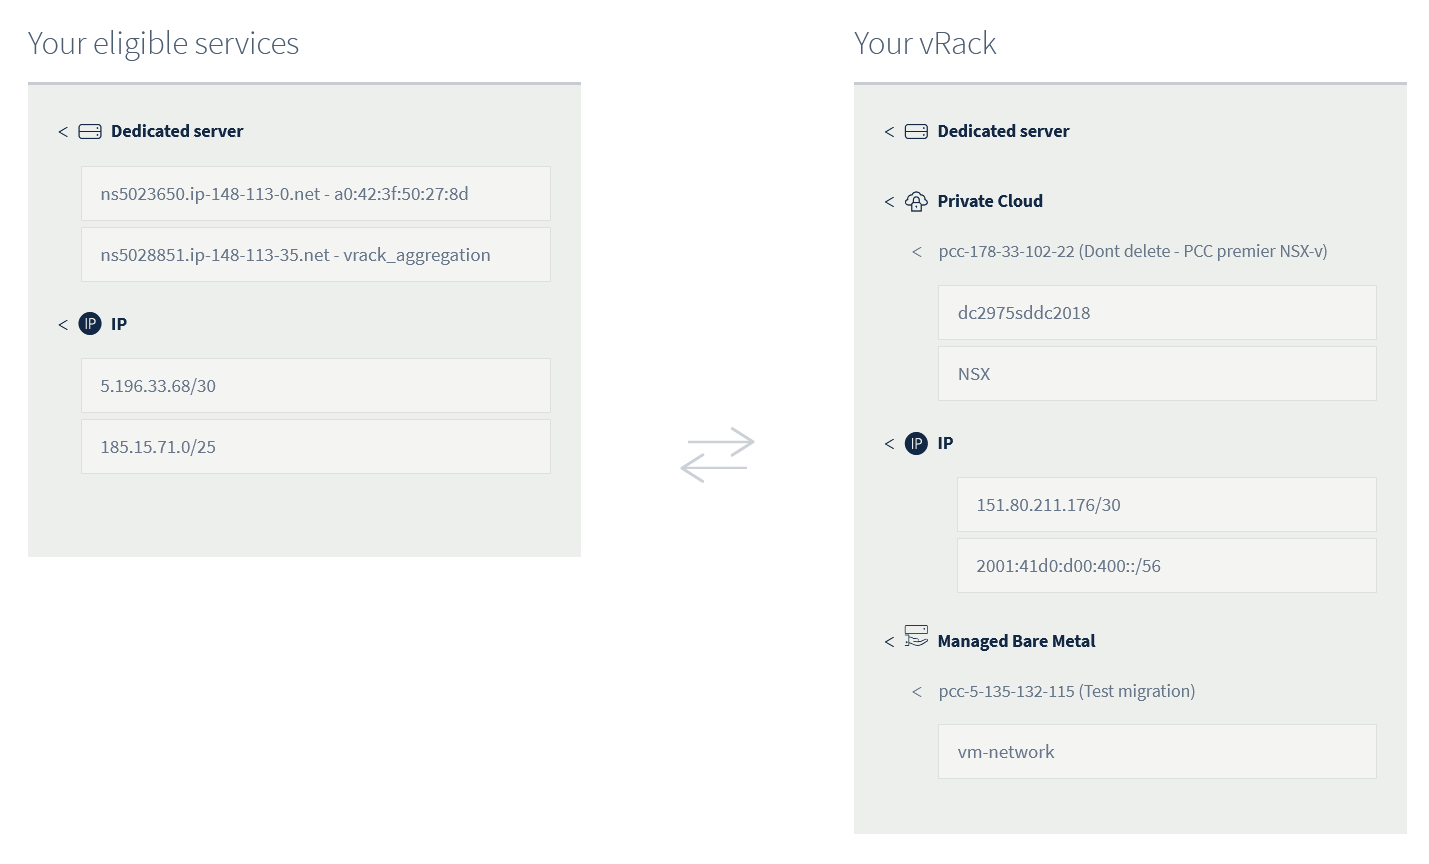 Your eligible services
Dedicated server
ns5023650.ip-148-113-0.net - a0:42:3f:50:27:8d
ns5028851.ip-148-113-35.net - vrack_aggregation
IP
IP
5.196.33.68/30
185.15.71.0/25
Your vRack
Dedicated server
Private Cloud
pcc-178-33-102-22 (Dont delete - PCC premier NSX-v)
dc2975sddc2018
NSX
IP
IP
151.80.211.176/30
2001:41d0:d00:400::/56
Managed Bare Metal
pcc-5-135-132-115 (Test migration)
vm-network